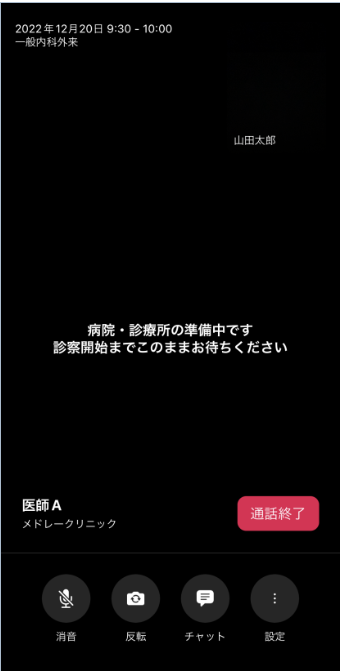 2022年12月20日 9:30 - 10:00
一般内科外来
山田太郎
病院・診療所の準備中です
診察開始までこのままお待ちください
医師A
メドレークリニック
通話終了
消音
反転
チャット
設定